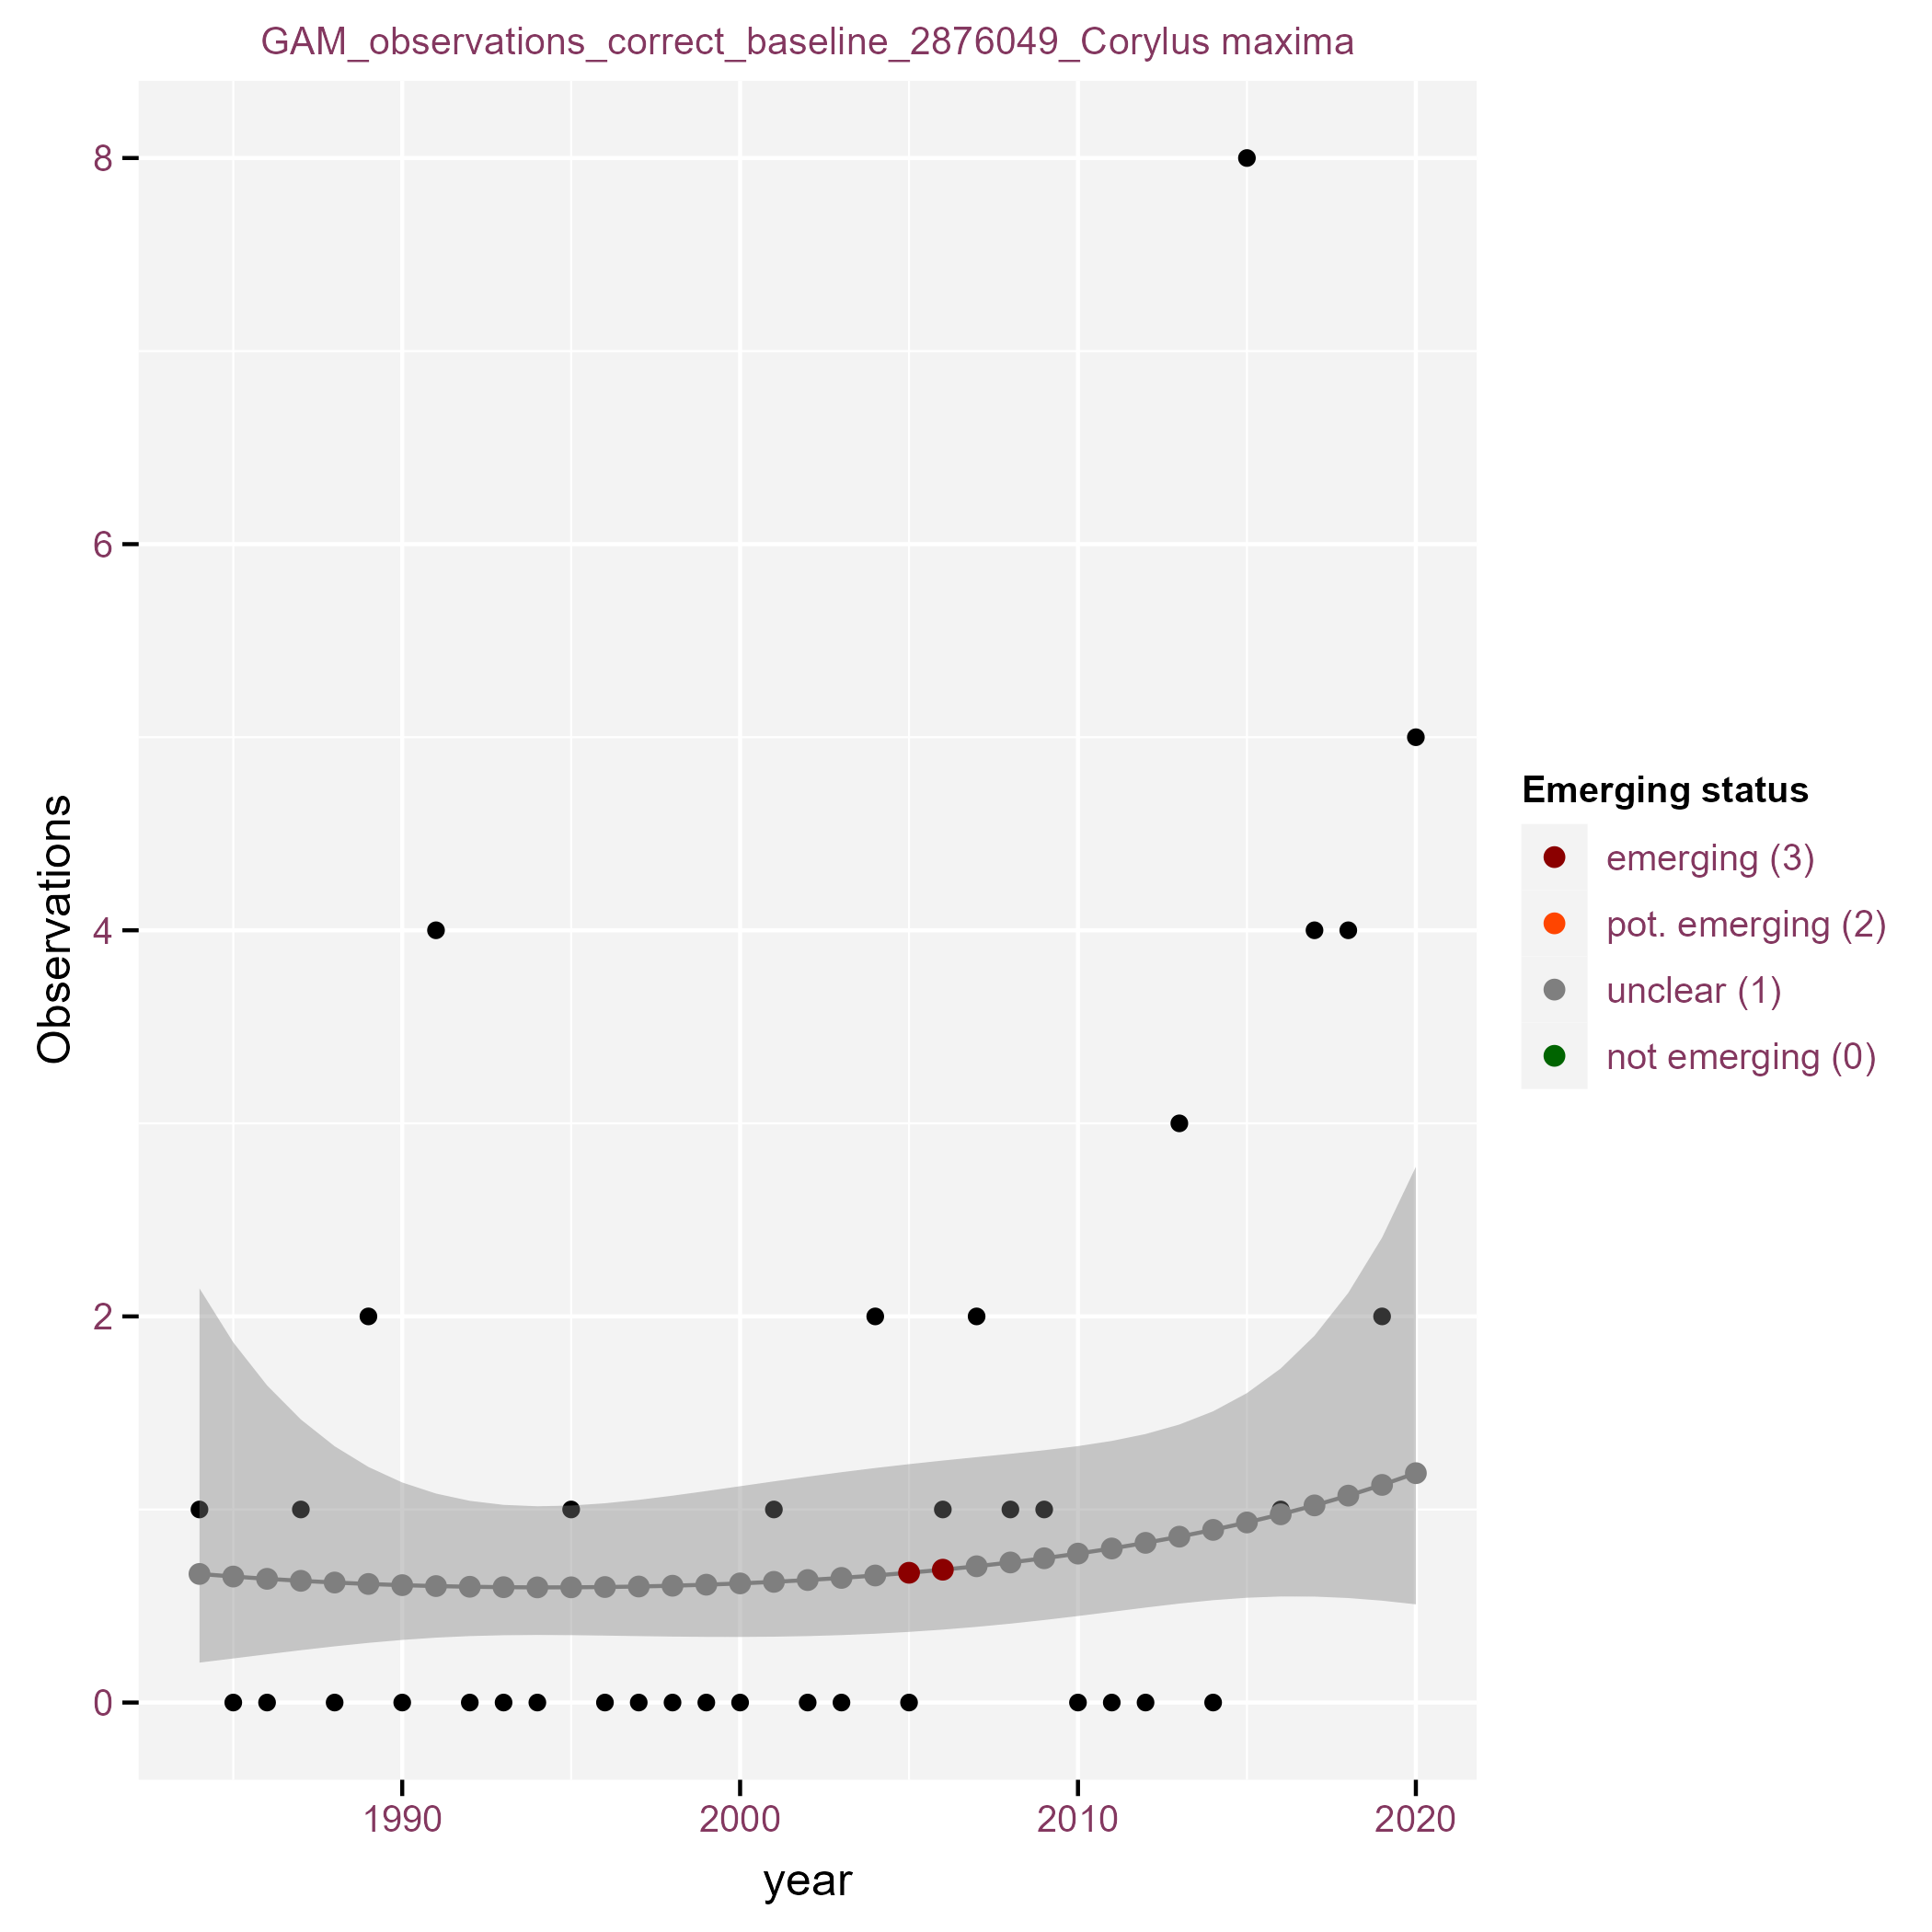 GAM_observations_correct_baseline_2876049_Corylus maxima
8
6
4
2
0
Observations
1990
2000
2010
2020
year
Emerging status
emerging (3)
pot. emerging (2)
unclear (1)
not emerging (0)